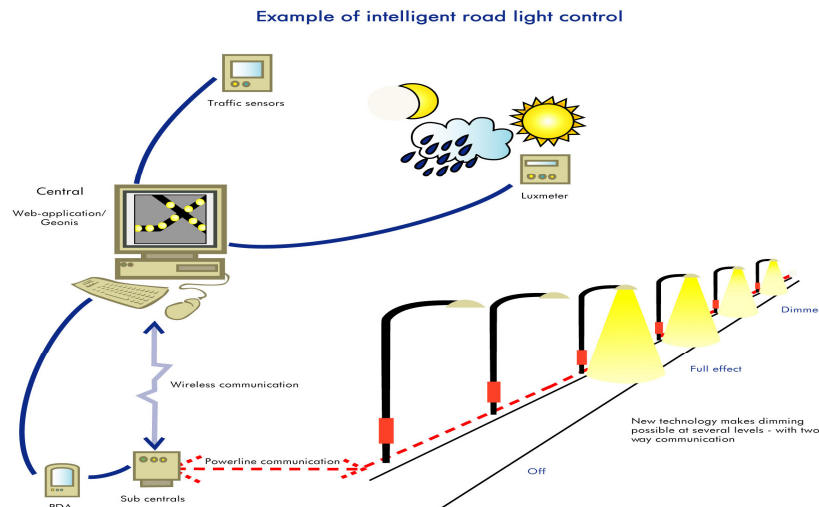 Example of intelligent road light control
Traffic sensors
Central
Web-application/
Geonis
Luxmeter
Dimme
Wireless communication
Full effect
New technology makes dimming
possible at several levels - with two
way communication
Powerline communication
Off
Sub centrals
PDA